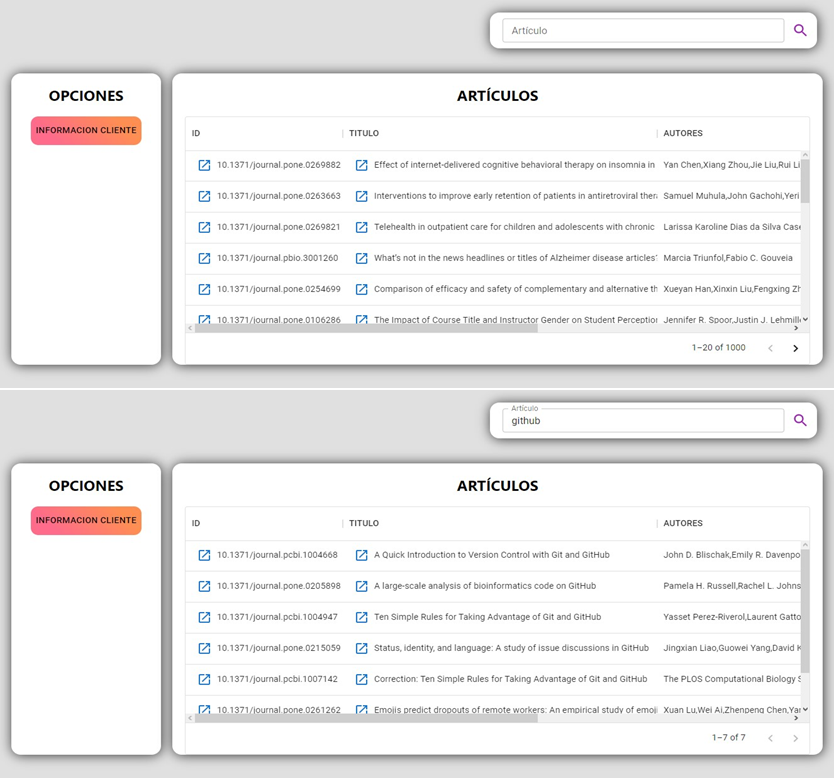 Artículo
OPCIONES
INFORMACION CLIENTE
ARTÍCULOS
ID TITULO AUTORES
10.1371/journal.pone.0269882 Effect of internet-delivered cognitive behavioral therapy on insomnia in Yan Chen,Xiang Zhou,Jie Liu,Rui Li
10.1371/journal.pone.0263663 Interventions to improve early retention of patients in antiretroviral Samuel Muhula,John Gachohi,Yeri
10.1371/journal.pone.0269821 Telehealth in outpatient care for children and adolescents with chronic Larissa Karoline Dias da Silva Cas
10.1371/journal.pbio.3001260 What's not in the news headlines or titles of Alzheimer disease articles? Marcia Triunfol,Fabio C. Gouveia
10.1371/journal.pone.0254699 Comparison of efficacy and safety of complementary and alternative th Xueyan Han,Xinxin Liu,Fengxing Zh
10.1371/journal.pone.0106286 The Impact of Course Title and Instructor Gender on Student Perception Jennifer R. Spoor,Justin J. Lehmille
1–20 of 1000
Artículo
github
OPCIONES
INFORMACION CLIENTE
ARTÍCULOS
ID TITULO AUTORES
10.1371/journal.pcbi.1004668 A Quick Introduction to Version Control with Git and GitHub John D. Blischak,Emily R. Davenpo
10.1371/journal.pone.0205898 A large-scale analysis of bioinformatics code on GitHub Pamela H. Russell,Rachel L. Johns
10.1371/journal.pcbi.1004947 Ten Simple Rules for Taking Advantage of Git and GitHub Yasset Perez-Riverol,Laurent Gatto
10.1371/journal.pone.0215059 Status, identity, and language: A study of issue discussions in GitHub Jingxian Liao,Guowei Yang,David K
10.1371/journal.pcbi.1007142 Correction: Ten Simple Rules for Taking Advantage of Git and GitHub The PLOS Computational Biology S
10.1371/journal.pone.0261262 Emojis predict dropouts of remote workers: An empirical study of emoji Xuan Lu,Wei Ai,Zhenpeng Chen,Yan
1–7 of 7